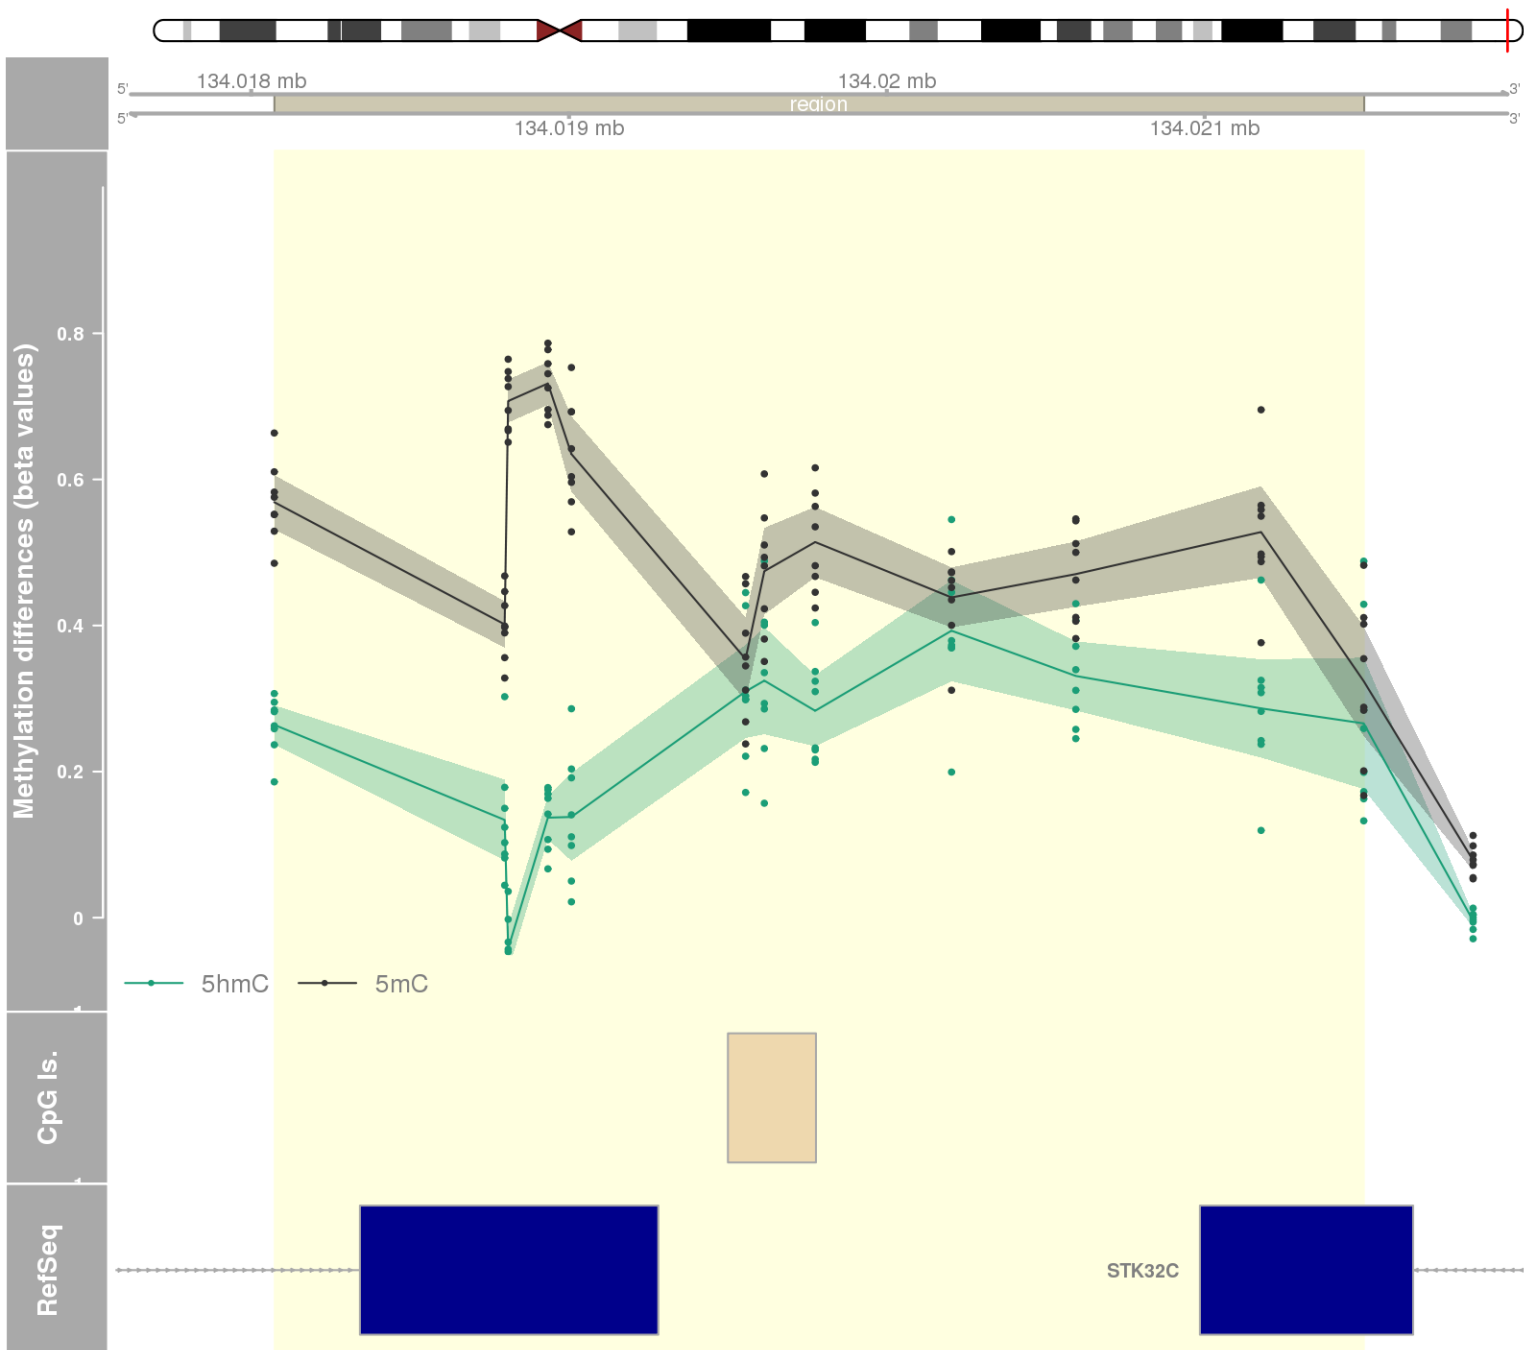 134.018 mb
134.02 mb
5'
3'
region
5'
3'
134.019 mb
134.021 mb
Methylation differences (beta values)
0.8
0.6
0.4
0.2
0
5hmC
5mC
CpG Is.
RefSeq
STK32C